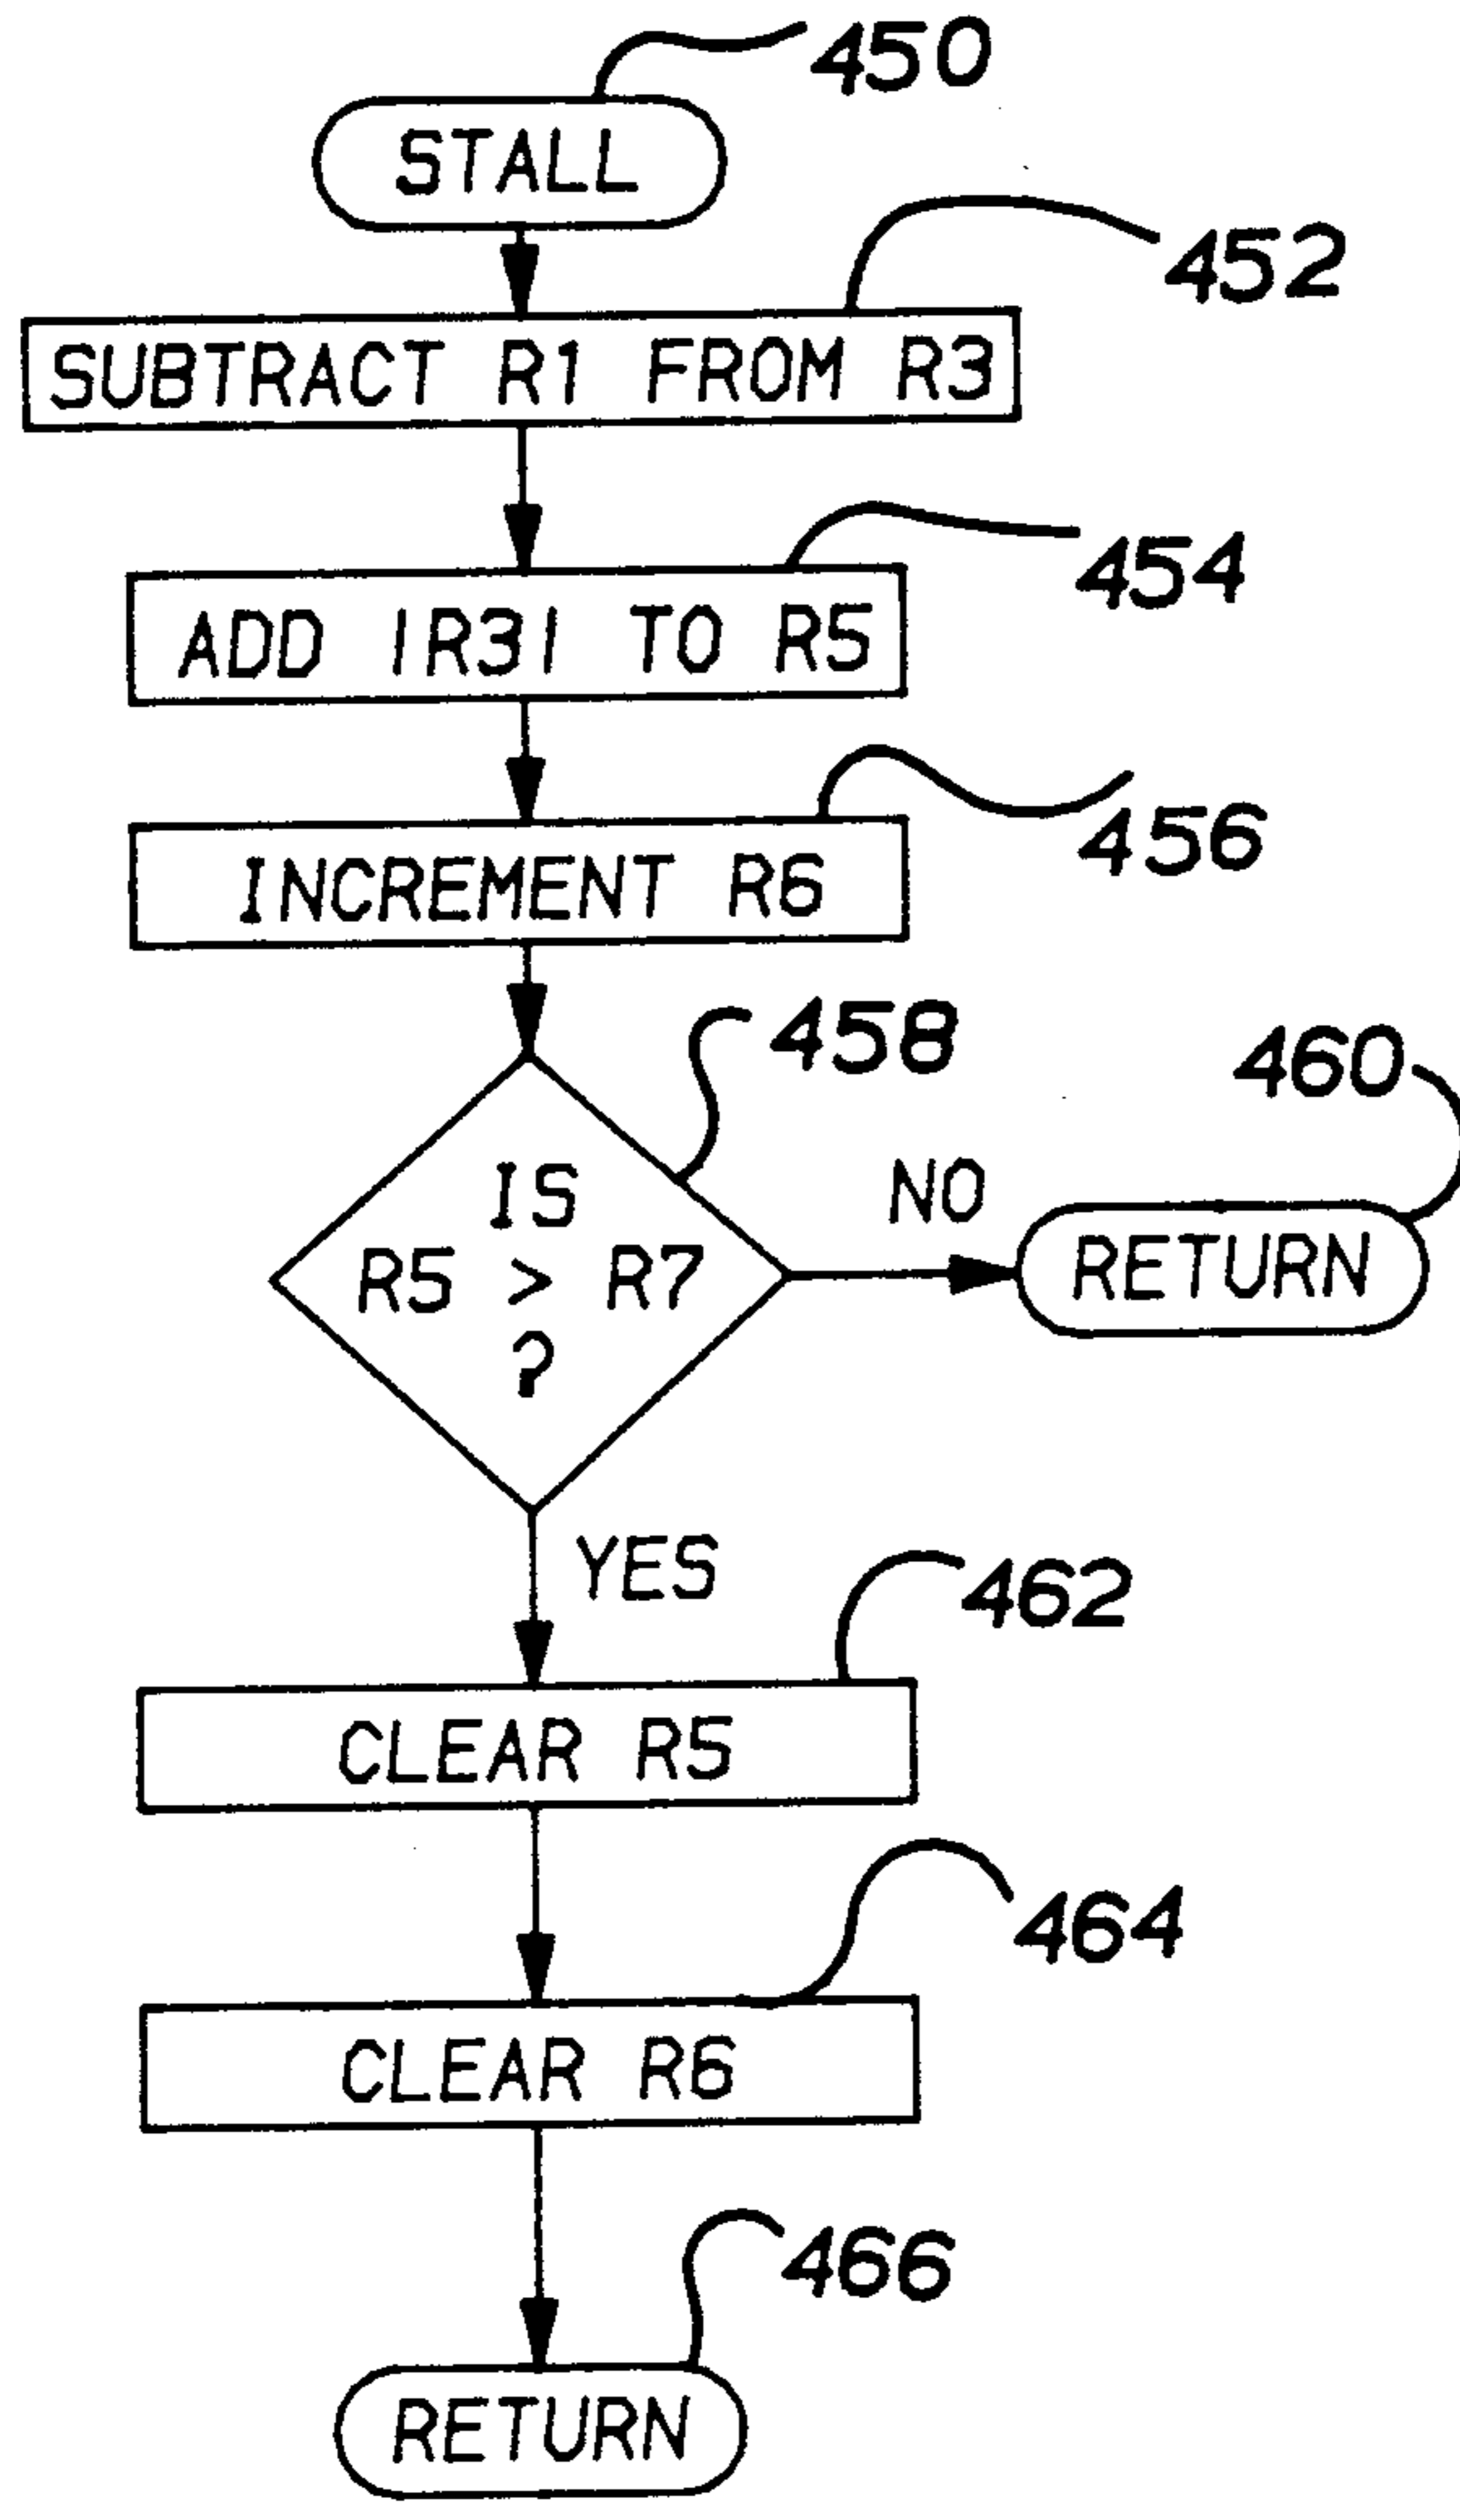 450
STALL
452
SUBTRACT R1 FROM R3
454
ADD |R3| TO R5
456
INCREMENT R6
458
460
IS
R5 > R7
?
NO
RETURN
YES
462
CLEAR R5
464
CLEAR R6
466
RETURN